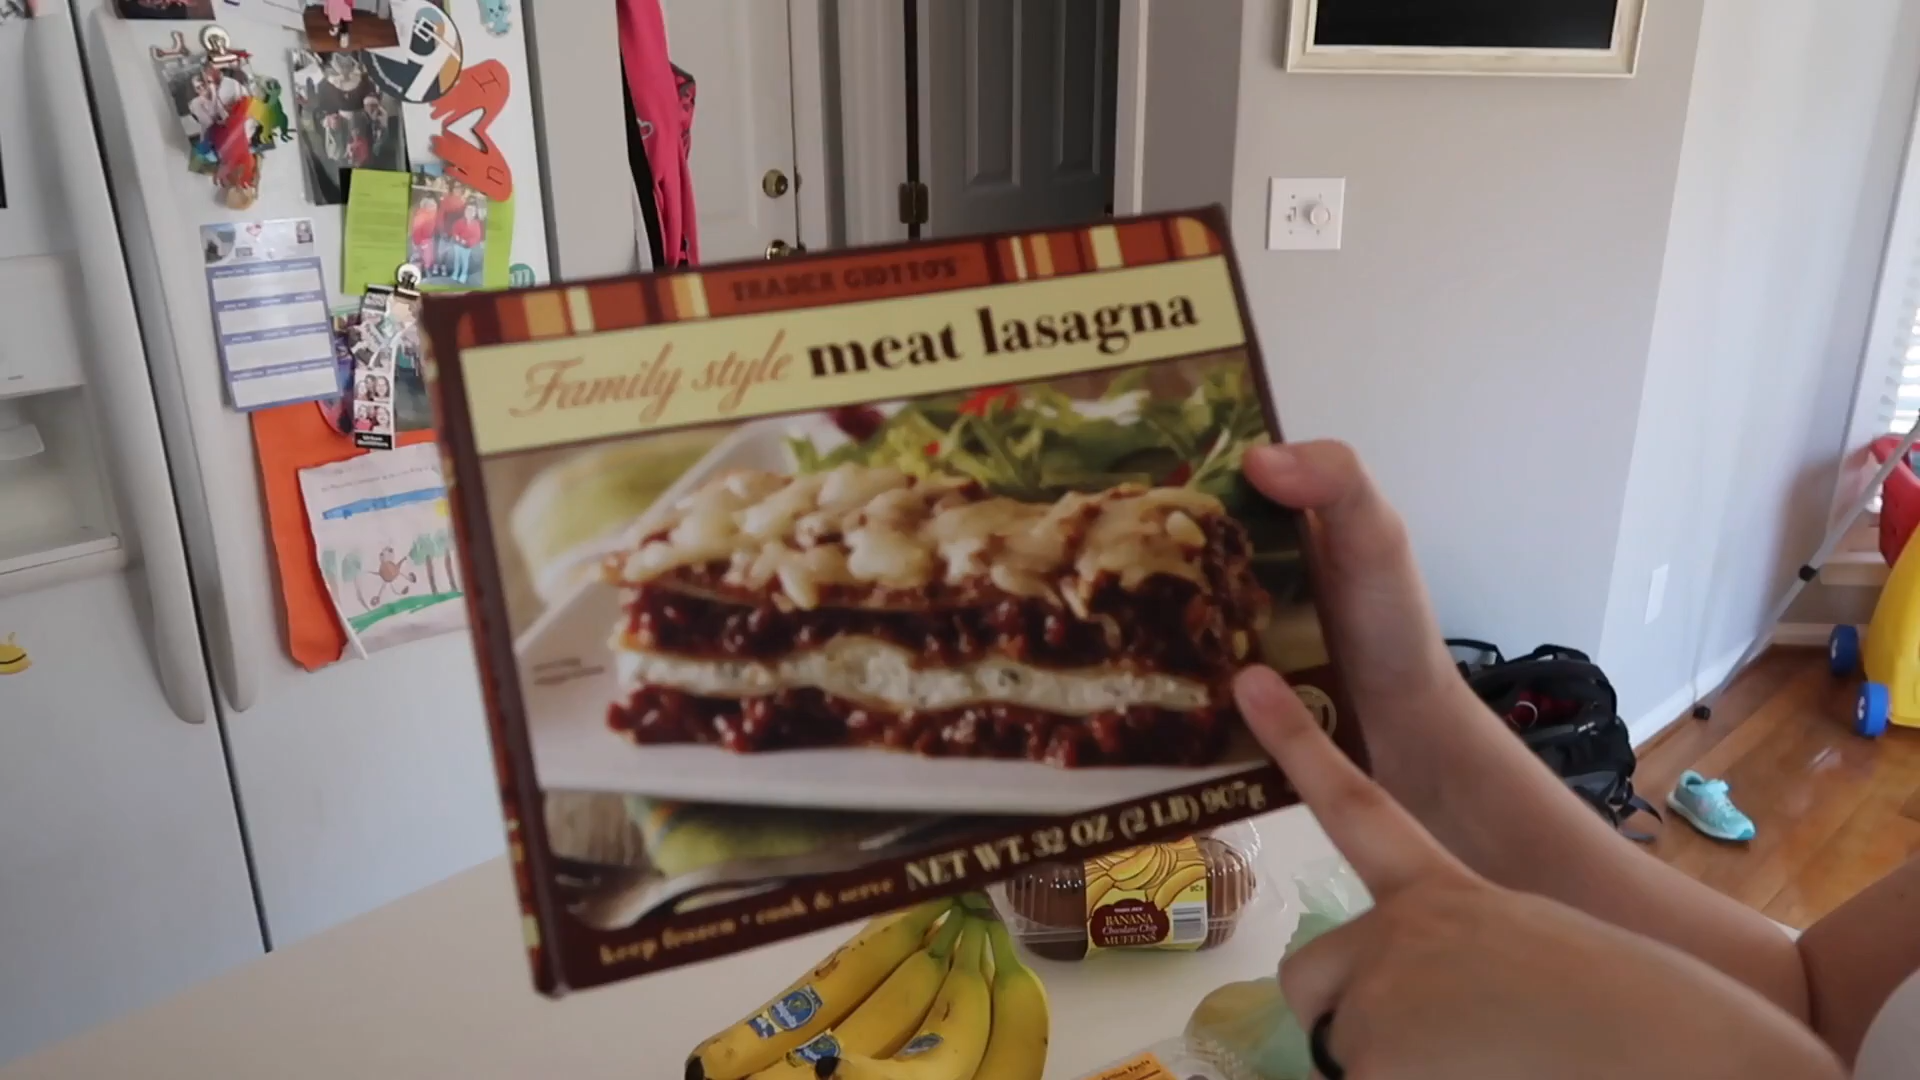 TRADER GIOTTO'S
Family style meat lasagna
NET WT. 32 OZ (2 LB) 907g
keep frozen • cook & serve
BANANA
Chocolate Chip
MUFFINS